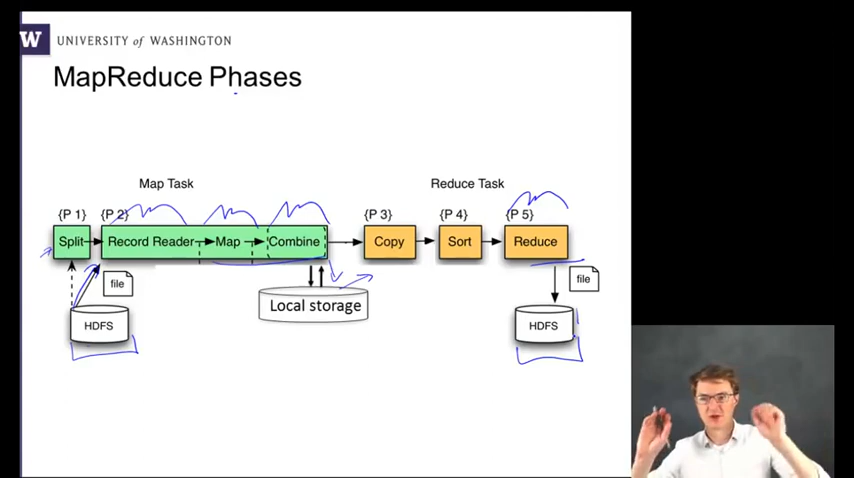 W UNIVERSITY of WASHINGTON
MapReduce Phases
Map Task
Reduce Task
{P 1} {P 2} {P 3} {P 4} {P 5}
Split Record Reader Map Combine Copy Sort Reduce
file
file
Local storage
HDFS
HDFS